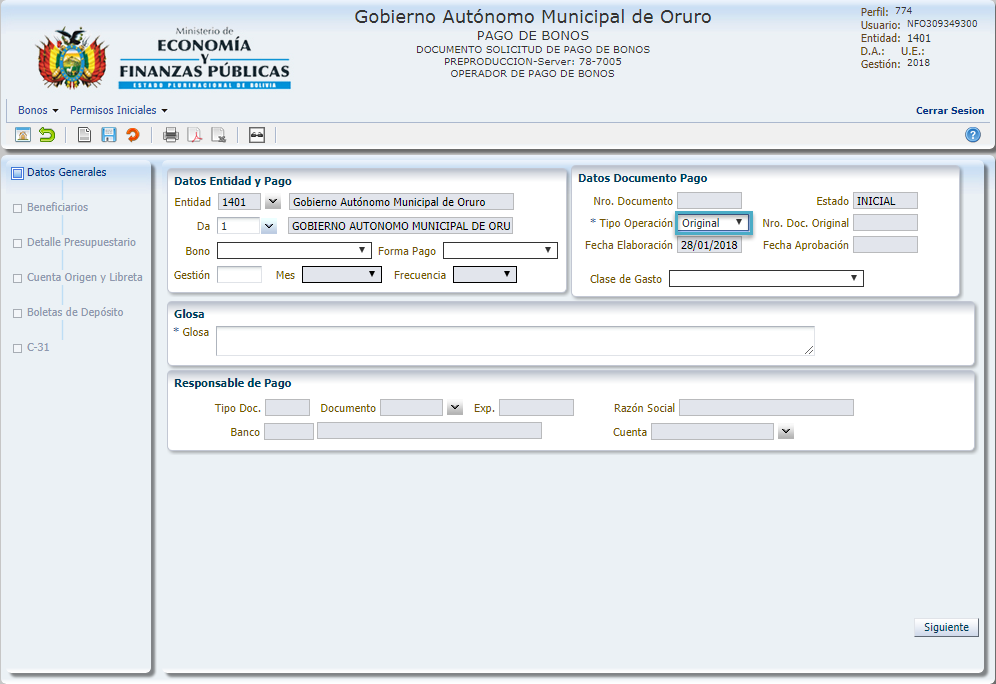 Ministerio de
ECONOMÍA
Y
FINANZAS PÚBLICAS
ESTADO PLURINACIONAL DE BOLIVIA
Gobierno Autónomo Municipal de Oruro
PAGO DE BONOS
DOCUMENTO SOLICITUD DE PAGO DE BONOS
PREPRODUCCION-Server: 78-7005
OPERADOR DE PAGO DE BONOS
Perfil: 774
Usuario: NFO309349300
Entidad: 1401
D.A.: U.E.:
Gestión: 2018
Bonos Permisos Iniciales Cerrar Sesion
Datos Generales
Beneficiarios
Detalle Presupuestario
Cuenta Origen y Libreta
Boletas de Depósito
C-31
Datos Entidad y Pago
Entidad 1401 Gobierno Autónomo Municipal de Oruro
Da 1 GOBIERNO AUTONOMO MUNICIPAL DE ORU
Bono Forma Pago
Gestión Mes Frecuencia
Datos Documento Pago
Nro. Documento Estado INICIAL
* Tipo Operación Original Nro. Doc. Original
Fecha Elaboración 28/01/2018 Fecha Aprobación
Clase de Gasto
Glosa
* Glosa
Responsable de Pago
Tipo Doc. Documento Exp. Razón Social
Banco Cuenta
Siguiente